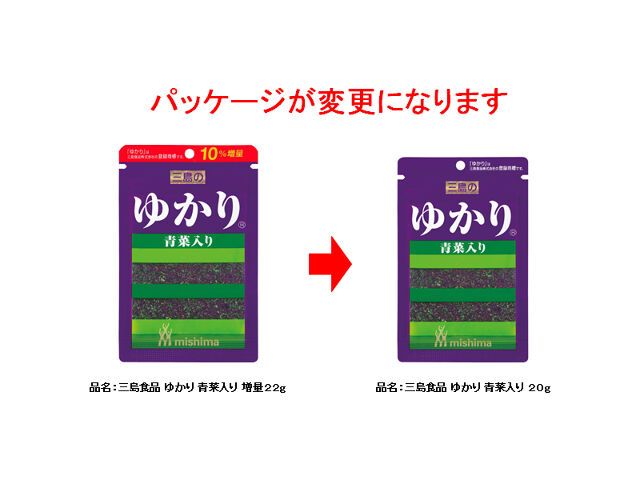 パッケージが変更になります
「ゆかり」は
三島食品株式会社の登録商標です。
10%増量
三島の
ゆかり®
青菜入り
mishima
品名：三島食品 ゆかり 青菜入り 増量22g
「ゆかり」は
三島食品株式会社の登録商標です。
三島の
ゆかり®
青菜入り
mishima
品名：三島食品 ゆかり 青菜入り 20g